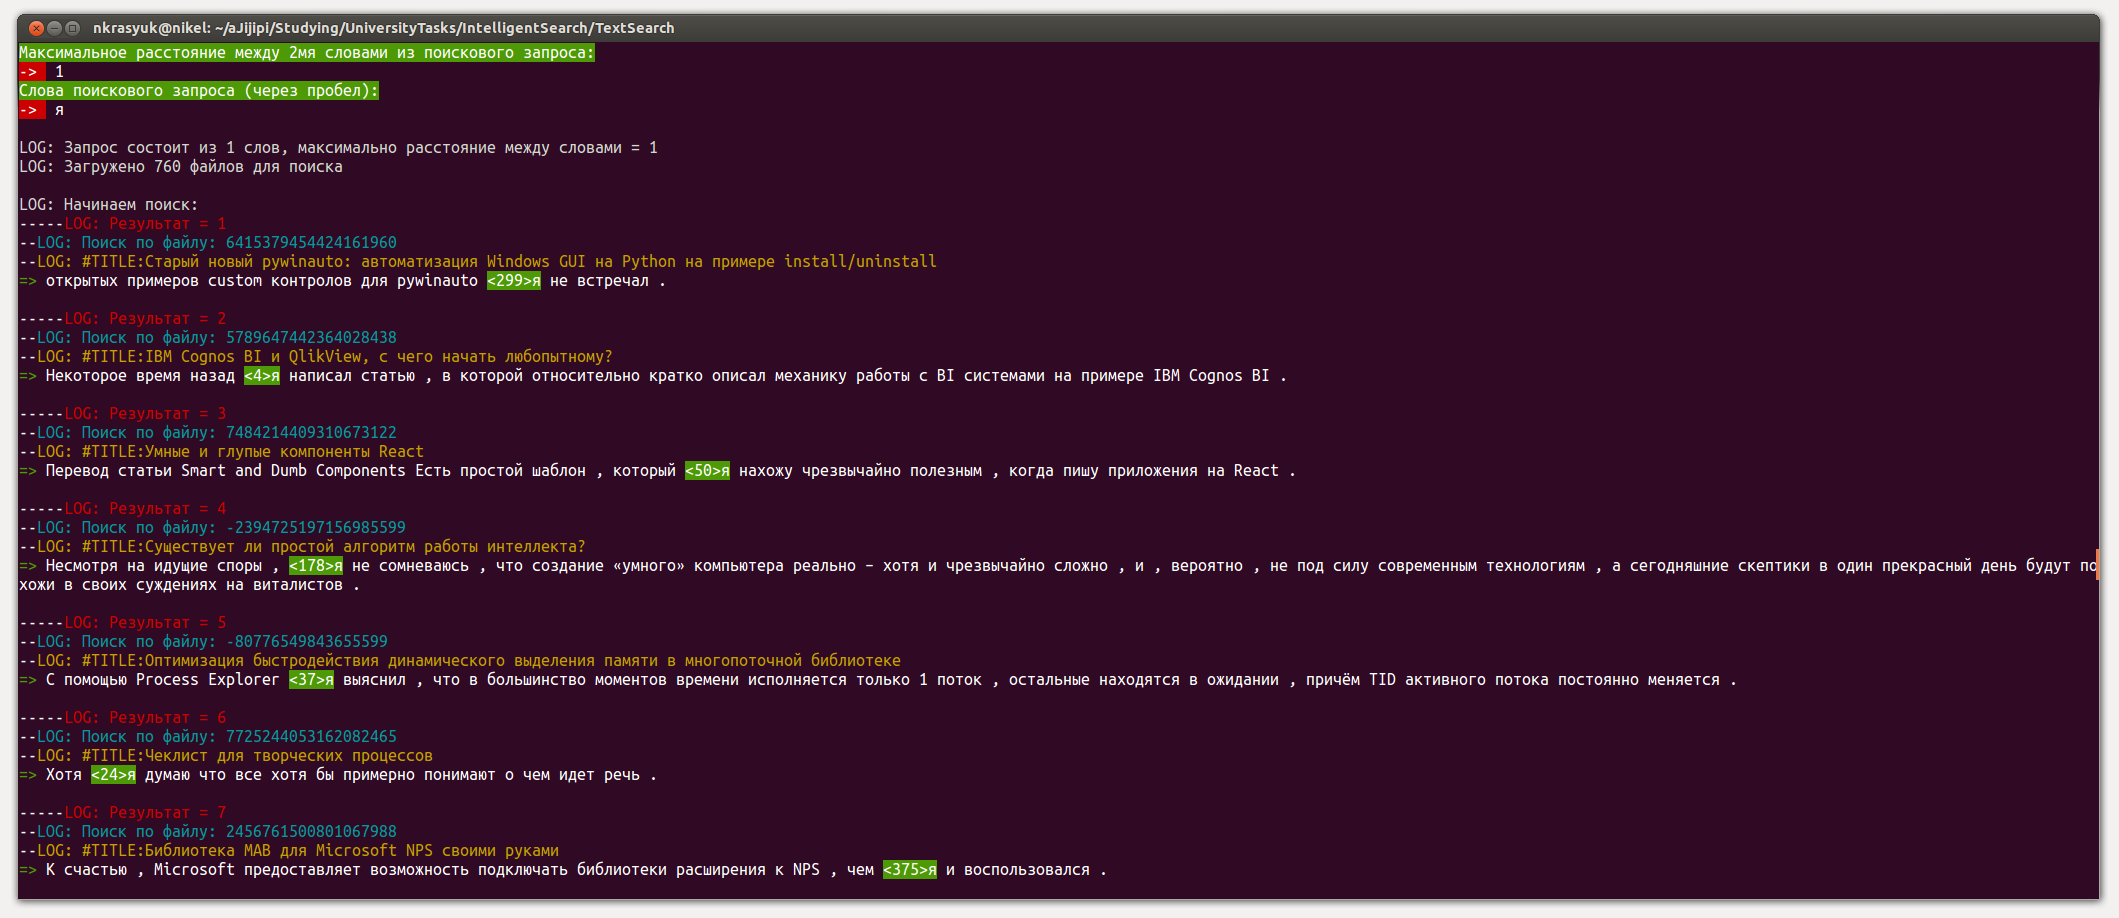 nkrasyuk@nikel: ~/aJijipi/Studying/UniversityTasks/IntelligentSearch/TextSearch
Максимальное расстояние между 2мя словами из поискового запроса:
-> 1
Слова поискового запроса (через пробел):
-> я
LOG: Запрос состоит из 1 слов, максимально расстояние между словами = 1
LOG: Загружено 760 файлов для поиска
LOG: Начинаем поиск:
-----LOG: Результат = 1
--LOG: Поиск по файлу: 6415379454424161960
--LOG: #TITLE:Старый новый pywinauto: автоматизация Windows GUI на Python на примере install/uninstall
=> открытых примеров custom контролов для pywinauto <299>я не встречал .
-----LOG: Результат = 2
--LOG: Поиск по файлу: 5789647442364028438
--LOG: #TITLE:IBM Cognos BI и QlikView, с чего начать любопытному?
=> Некоторое время назад <4>я написал статью , в которой относительно кратко описал механику работы с BI системами на примере IBM Cognos BI .
-----LOG: Результат = 3
--LOG: Поиск по файлу: 7484214409310673122
--LOG: #TITLE:Умные и глупые компоненты React
=> Перевод статьи Smart and Dumb Components Есть простой шаблон , который <50>я нахожу чрезвычайно полезным , когда пишу приложения на React .
-----LOG: Результат = 4
--LOG: Поиск по файлу: -2394725197156985599
--LOG: #TITLE:Существует ли простой алгоритм работы интеллекта?
=> Несмотря на идущие споры , <178>я не сомневаюсь , что создание «умного» компьютера реально – хотя и чрезвычайно сложно , и , вероятно , не под силу современным технологиям , а сегодняшние скептики в один прекрасный день будут по
хожи в своих суждениях на виталистов .
-----LOG: Результат = 5
--LOG: Поиск по файлу: -80776549843655599
--LOG: #TITLE:Оптимизация быстродействия динамического выделения памяти в многопоточной библиотеке
=> С помощью Process Explorer <37>я выяснил , что в большинство моментов времени исполняется только 1 поток , остальные находятся в ожидании , причём TID активного потока постоянно меняется .
-----LOG: Результат = 6
--LOG: Поиск по файлу: 7725244053162082465
--LOG: #TITLE:Чеклист для творческих процессов
=> Хотя <24>я думаю что все хотя бы примерно понимают о чем идет речь .
-----LOG: Результат = 7
--LOG: Поиск по файлу: 2456761500801067988
--LOG: #TITLE:Библиотека MAB для Microsoft NPS своими руками
=> К счастью , Microsoft предоставляет возможность подключать библиотеки расширения к NPS , чем <375>я и воспользовался .